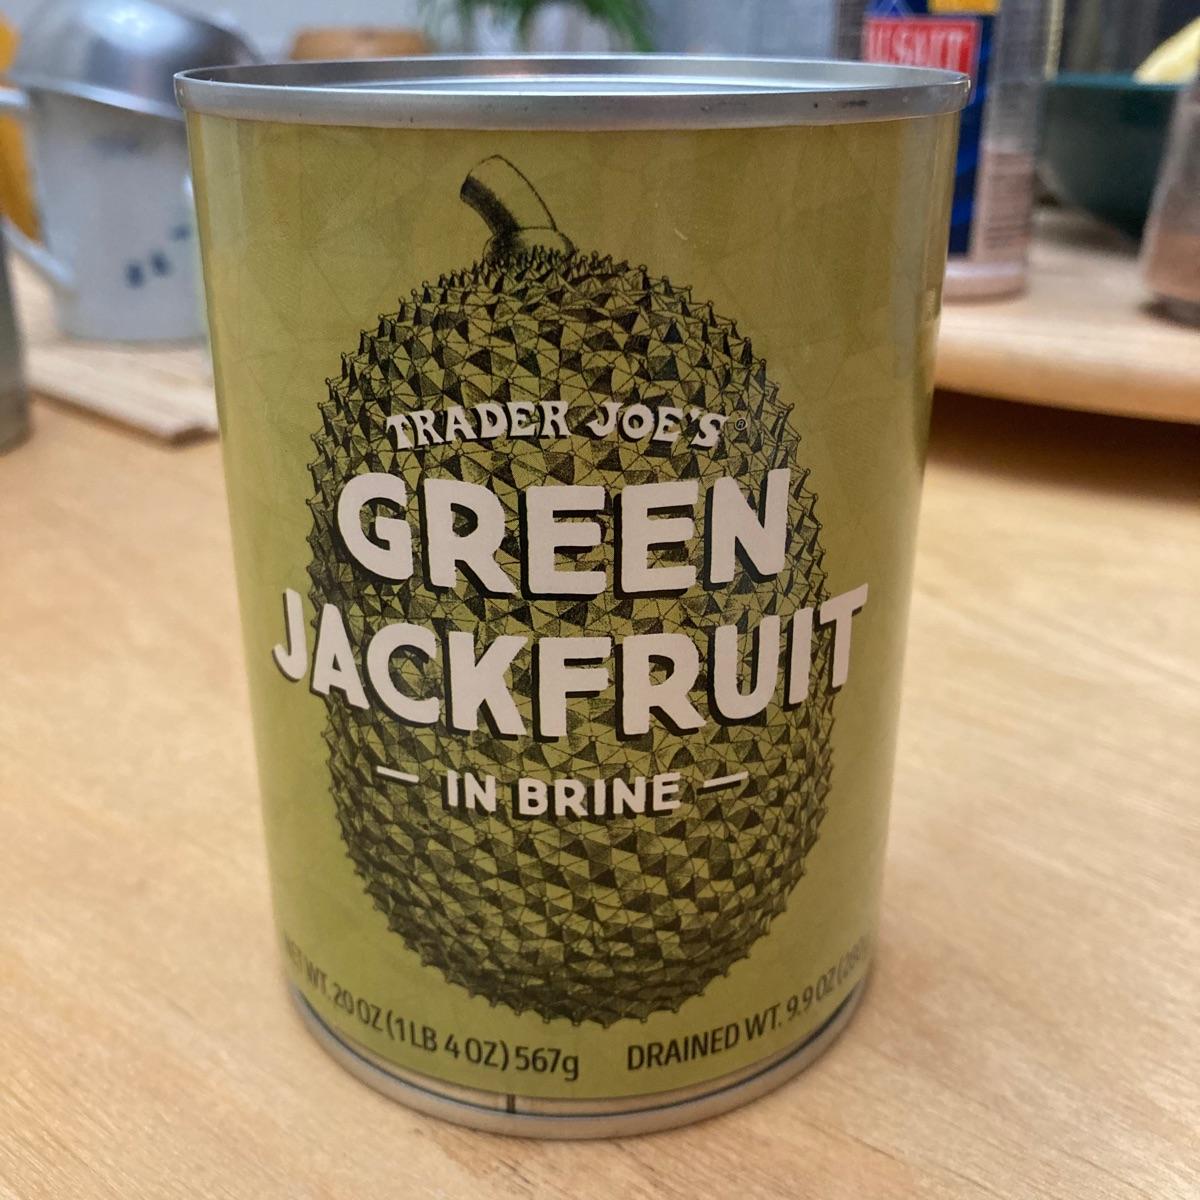 TRADER JOE'S®
GREEN
JACKFRUIT
— IN BRINE —
NET WT. 20 OZ (1 LB 4 OZ) 567g
DRAINED WT. 9.9 OZ